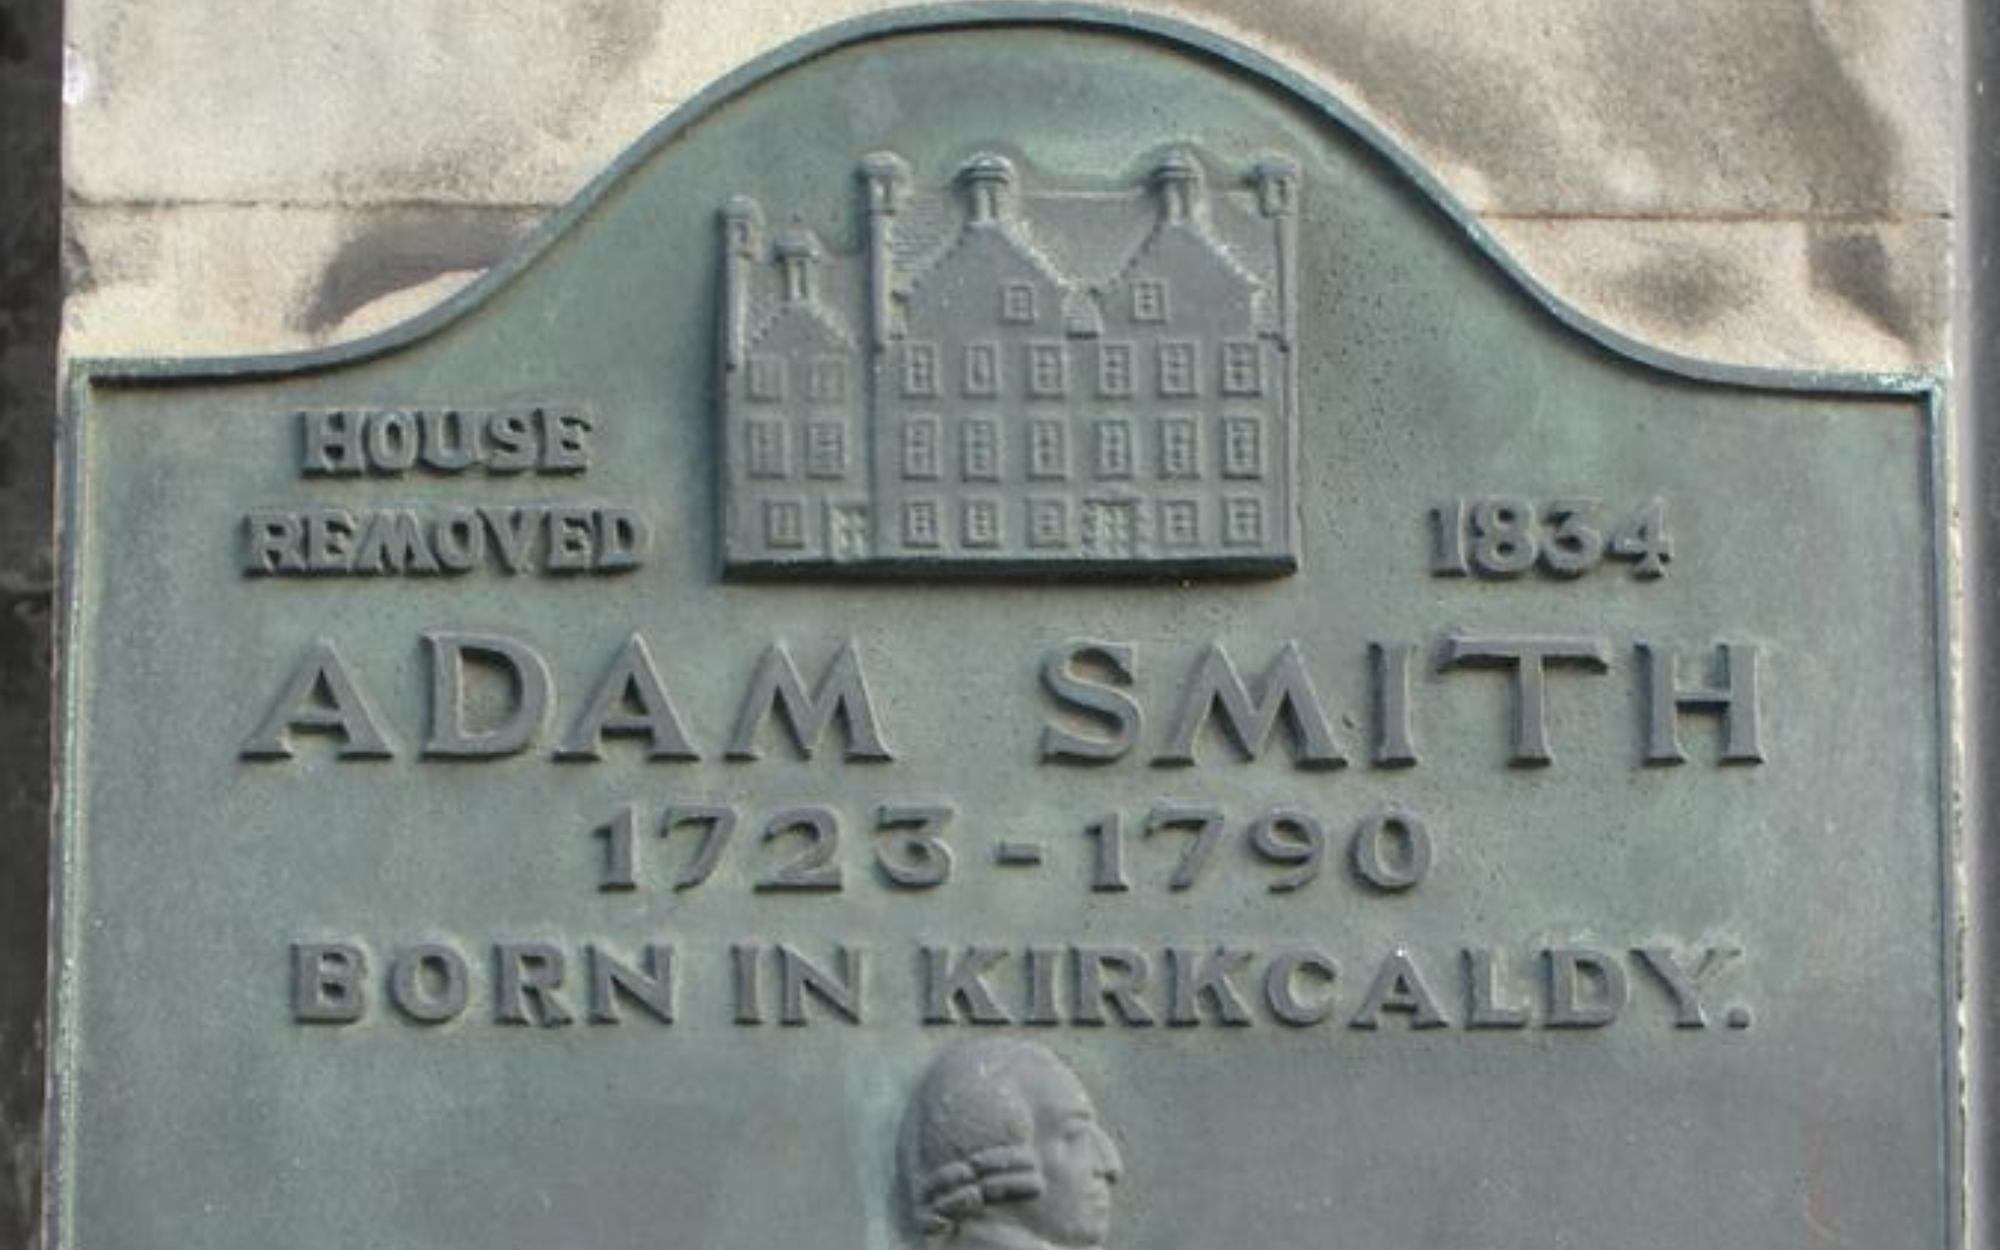 HOUSE
REMOVED 1834
ADAM SMITH
1723-1790
BORN IN KIRKCALDY.